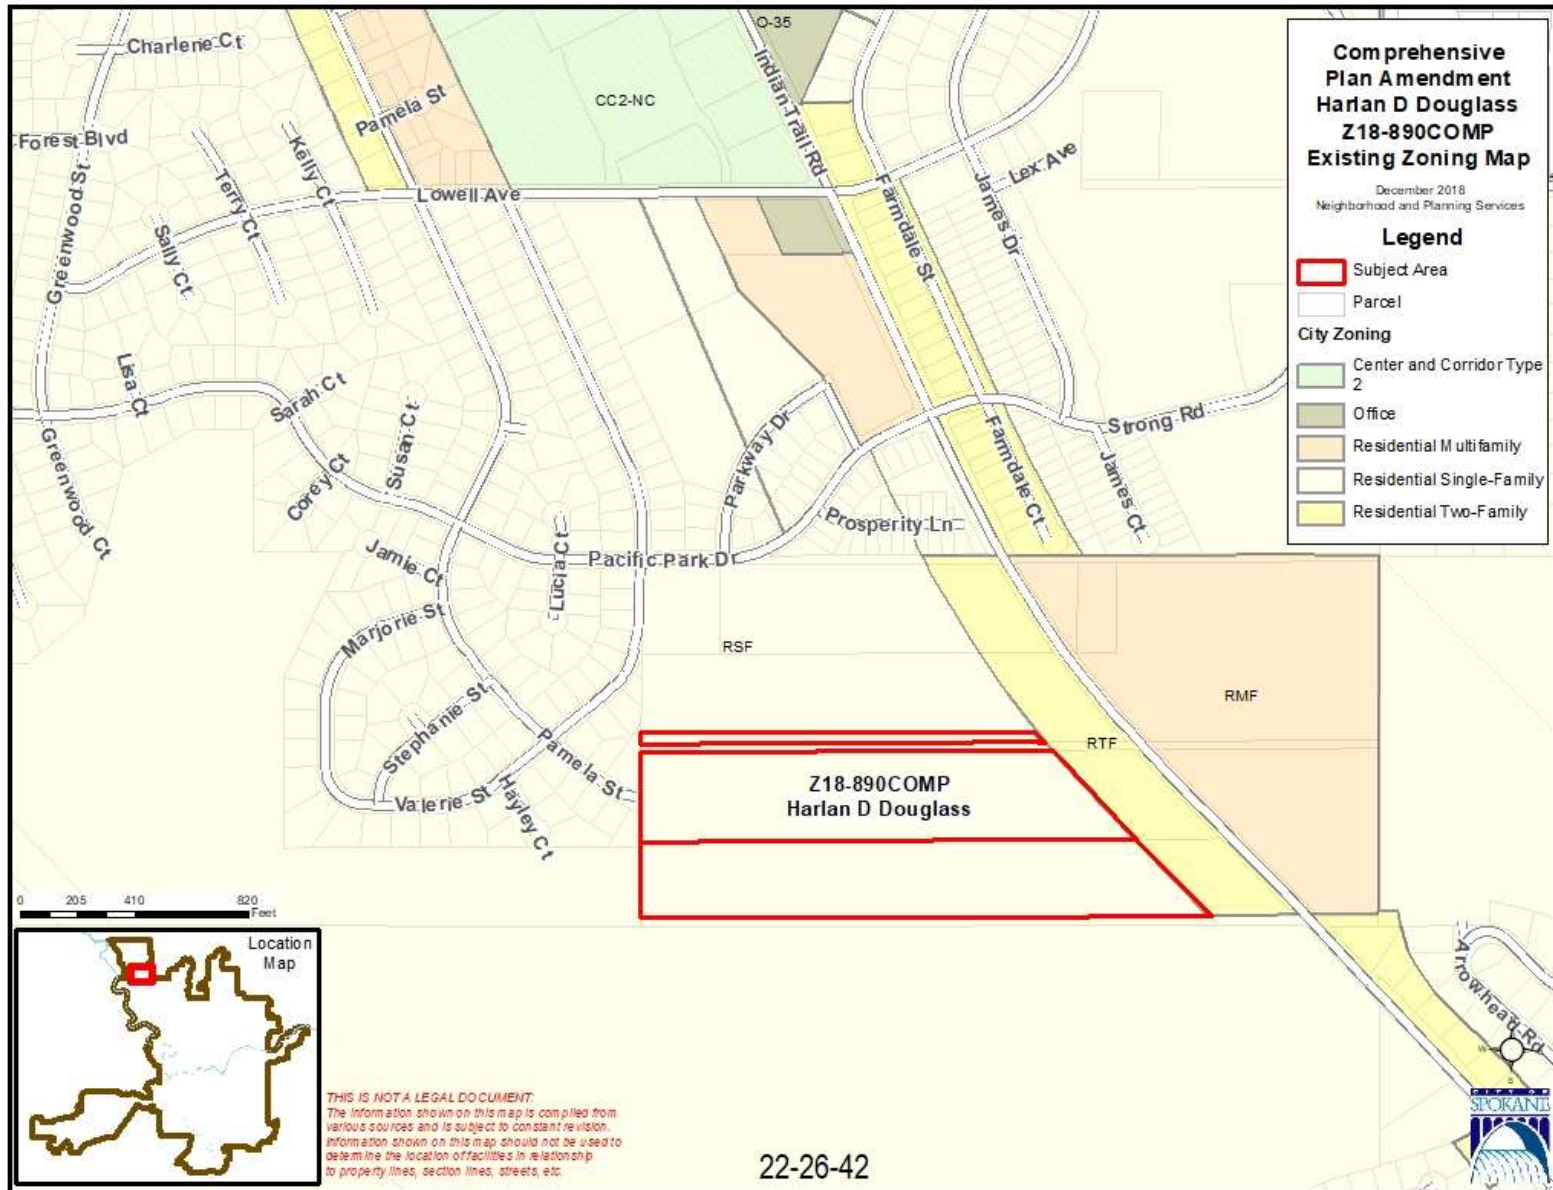 Charlene Ct
Forest Blvd
Greenwood St
Pamela St
Kelly Ct
Terry Ct
Sally Ct
Lowell Ave
CC2-NC
O-35
Indian Trail Rd
Farmdale St
James Dr
Lex Ave
Lisa Ct
Sarah Ct
Susan Ct
Corey Ct
Greenwood Ct
Parkway Dr
Strong Rd
Farmdale Ct
James Ct
Prosperity Ln
Pacific Park Dr
Jamie Ct
Lucia Ct
Marjorie St
RSF
RMF
RTF
Stephanie St
Pamela St
Valerie St
Hayley Ct
Z18-890COMP
Harlan D Douglass
Arrowhead Rd
Comprehensive
Plan Amendment
Harlan D Douglass
Z18-890COMP
Existing Zoning Map
December 2018
Neighborhood and Planning Services
Legend
Subject Area
Parcel
City Zoning
Center and Corridor Type
2
Office
Residential Multifamily
Residential Single-Family
Residential Two-Family
0 205 410 820
Feet
Location
Map
THIS IS NOT A LEGAL DOCUMENT:
The information shown on this map is compiled from
various sources and is subject to constant revision.
Information shown on this map should not be used to
determine the location of facilities in relationship
to property lines, section lines, streets, etc.
22-26-42
W
S
CITY OF
SPOKANE